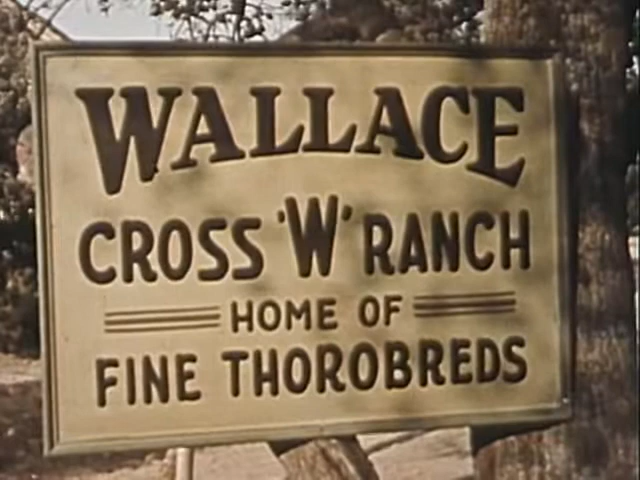 WALLACE
CROSS 'W' RANCH
HOME OF
FINE THOROBREDS